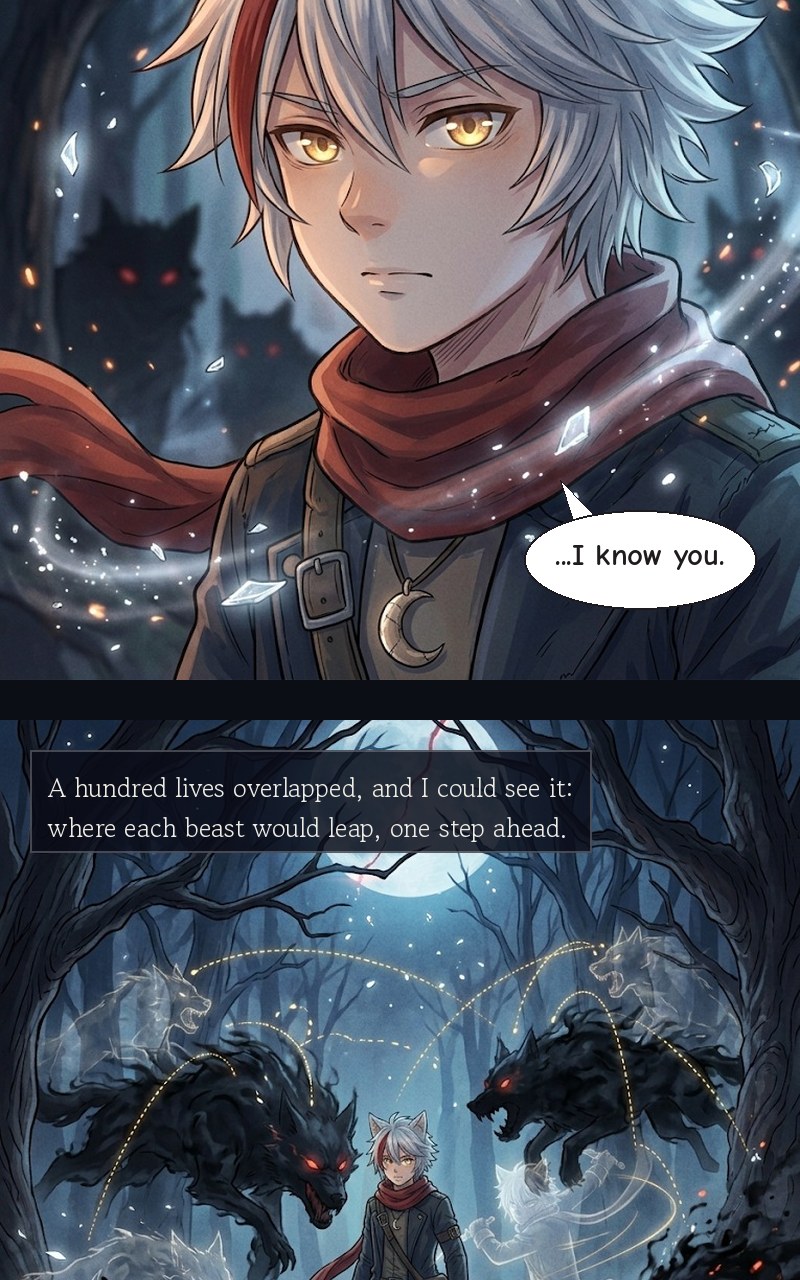 ...I know you.
A hundred lives overlapped, and I could see it:
where each beast would leap, one step ahead.